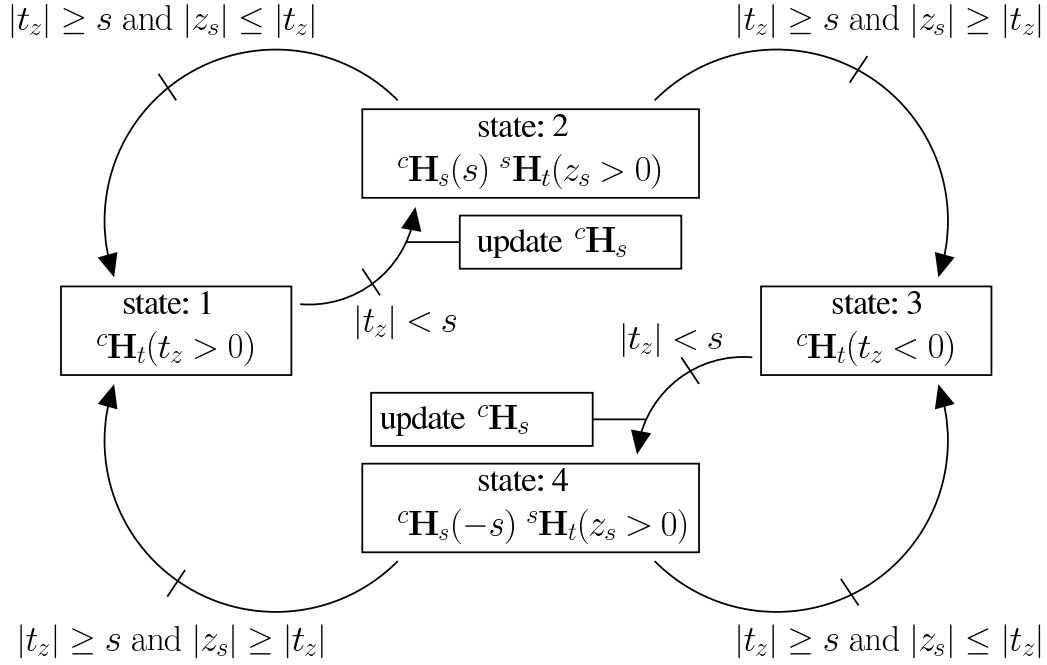 |t_z| ≥ s and |z_s| ≤ |t_z|
|t_z| ≥ s and |z_s| ≥ |t_z|
state: 2
^cH_s(s) ^sH_t(z_s > 0)
update ^cH_s
state: 1
^cH_t(t_z > 0)
|t_z| < s
|t_z| < s
state: 3
^cH_t(t_z < 0)
update ^cH_s
state: 4
^cH_s(−s) ^sH_t(z_s > 0)
|t_z| ≥ s and |z_s| ≥ |t_z|
|t_z| ≥ s and |z_s| ≤ |t_z|